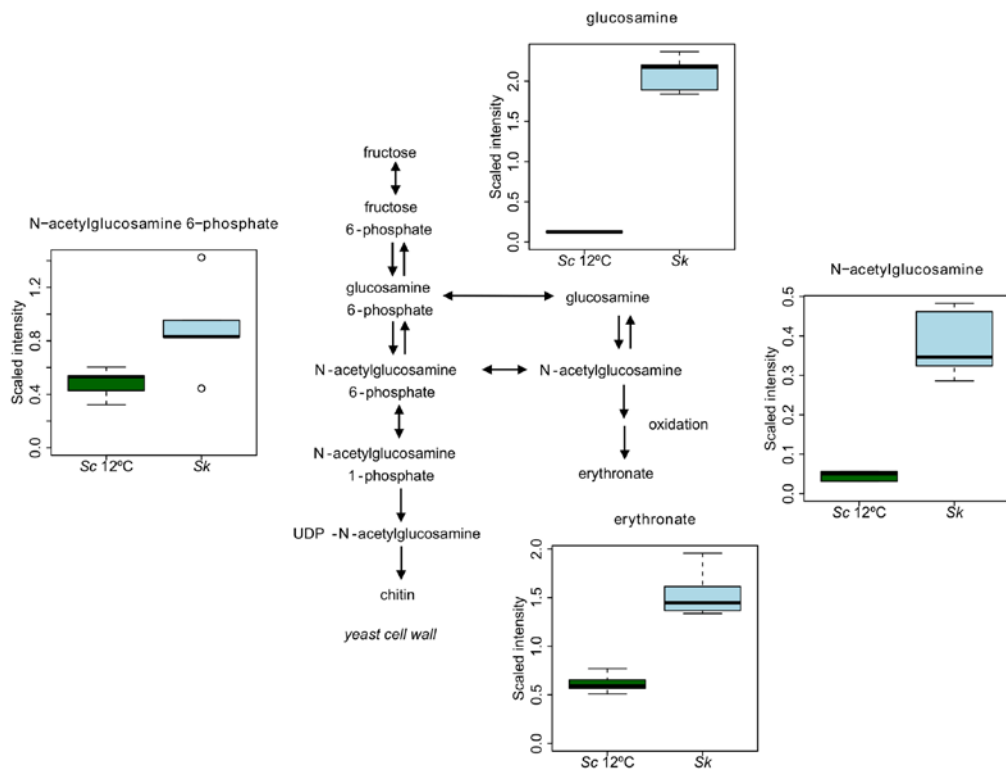 glucosamine
Scaled intensity
0.0
0.5
1.0
1.5
2.0
Sc 12ºC
Sk
N-acetylglucosamine 6-phosphate
Scaled intensity
0.0
0.4
0.8
1.2
Sc 12ºC
Sk
fructose
fructose
6-phosphate
glucosamine
6-phosphate
glucosamine
N-acetylglucosamine
6-phosphate
N-acetylglucosamine
oxidation
N-acetylglucosamine
1-phosphate
erythronate
UDP -N-acetylglucosamine
chitin
yeast cell wall
N-acetylglucosamine
Scaled intensity
0.0
0.1
0.2
0.3
0.4
0.5
Sc 12ºC
Sk
erythronate
Scaled intensity
0.0
0.5
1.0
1.5
2.0
Sc 12ºC
Sk